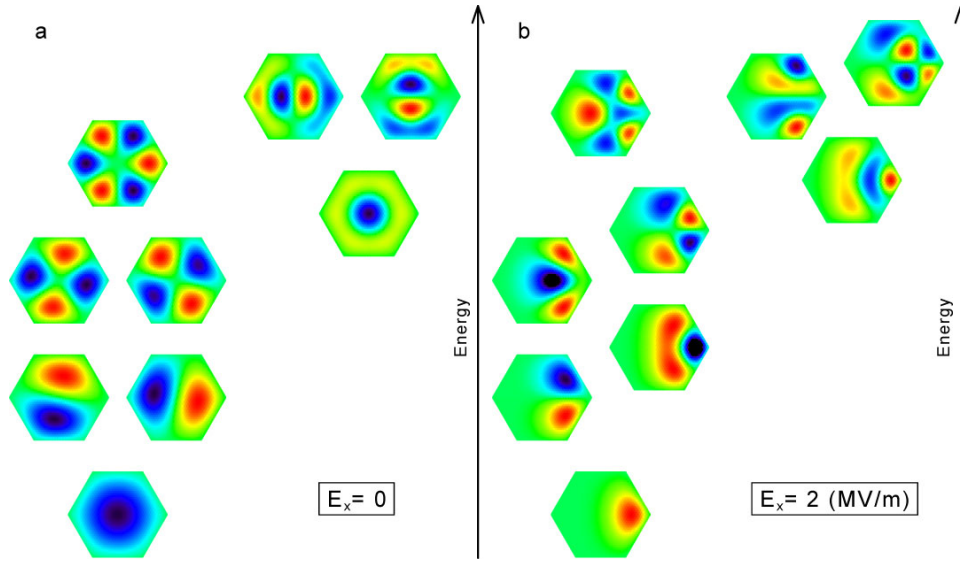 a
b
Energy
Energy
Eₓ= 0
Eₓ= 2 (MV/m)